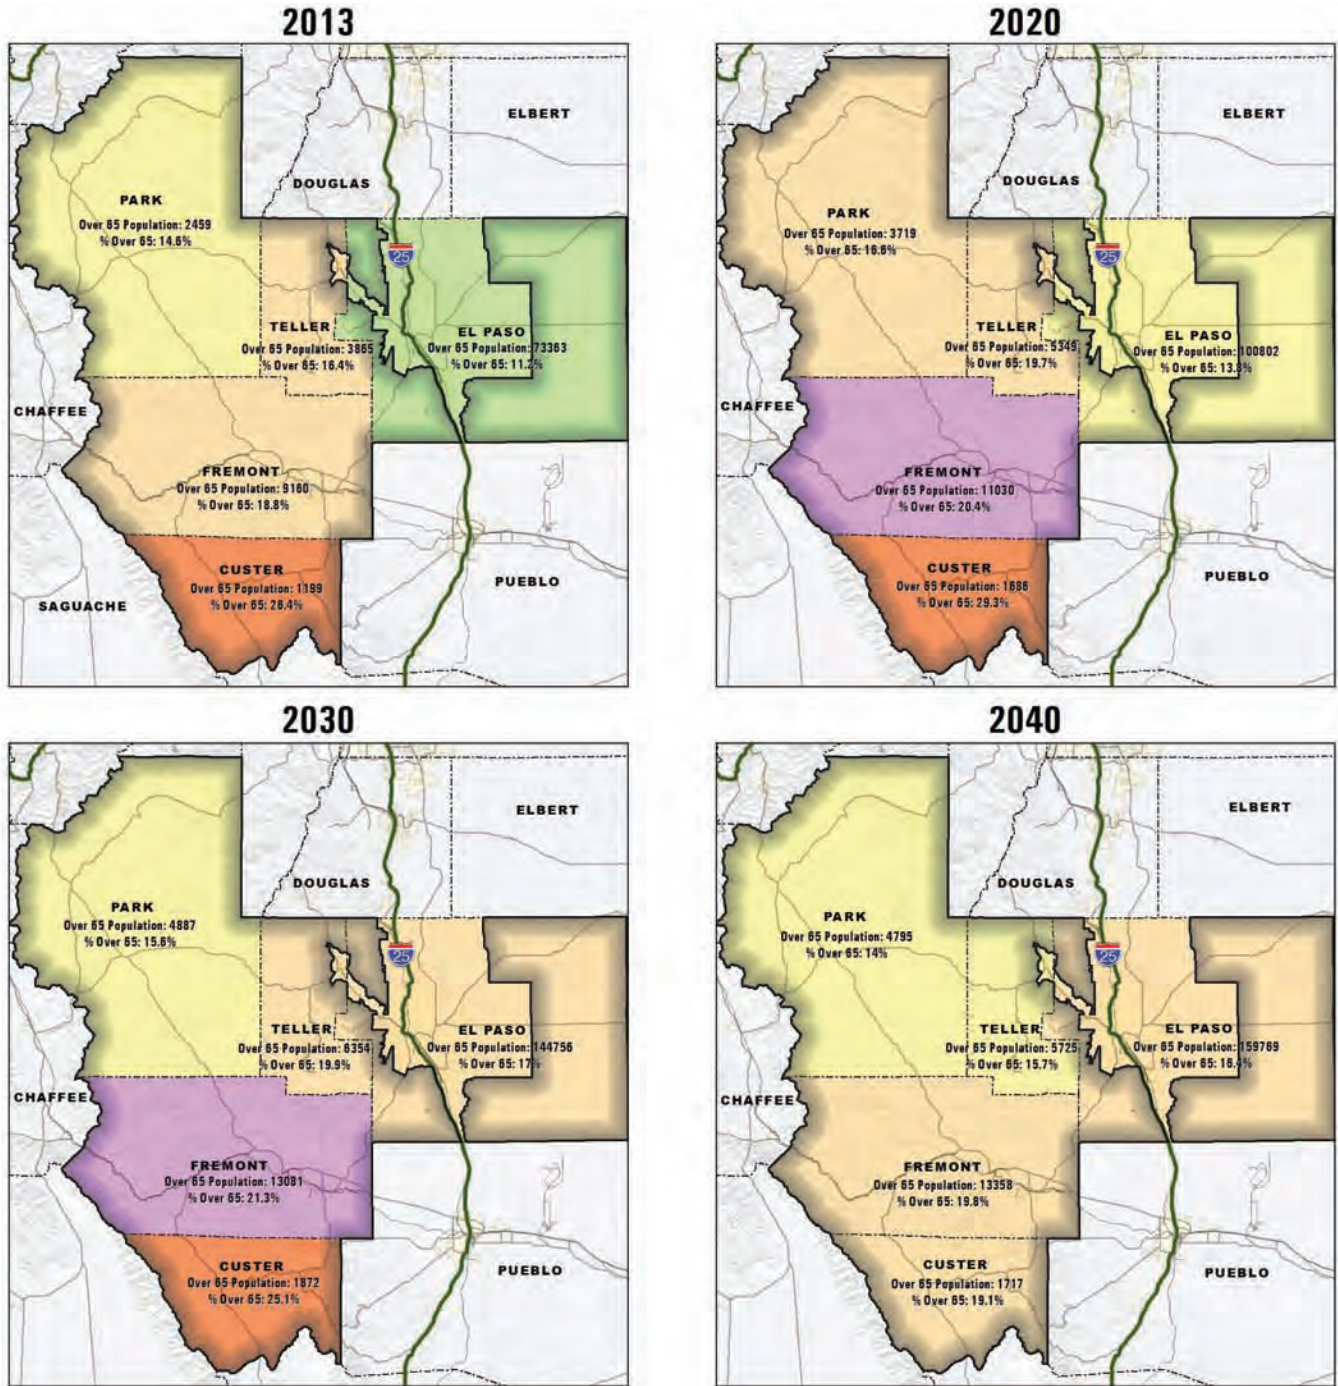 2013
ELBERT
DOUGLAS
PARK
Over 65 Population: 2459
% Over 65: 14.6%
25
TELLER
Over 65 Population: 3865
% Over 65: 16.4%
EL PASO
Over 65 Population: 73363
% Over 65: 11.2%
CHAFFEE
FREMONT
Over 65 Population: 9160
% Over 65: 18.8%
CUSTER
Over 65 Population: 1199
% Over 65: 26.4%
PUEBLO
SAGUACHE
2020
ELBERT
DOUGLAS
PARK
Over 65 Population: 3719
% Over 65: 16.6%
25
TELLER
Over 65 Population: 5349
% Over 65: 19.7%
EL PASO
Over 65 Population: 100802
% Over 65: 13.8%
CHAFFEE
FREMONT
Over 65 Population: 11030
% Over 65: 20.4%
CUSTER
Over 65 Population: 1686
% Over 65: 29.3%
PUEBLO
2030
ELBERT
DOUGLAS
PARK
Over 65 Population: 4887
% Over 65: 15.6%
25
TELLER
Over 65 Population: 6354
% Over 65: 19.9%
EL PASO
Over 65 Population: 144756
% Over 65: 17%
CHAFFEE
FREMONT
Over 65 Population: 13081
% Over 65: 21.3%
CUSTER
Over 65 Population: 1872
% Over 65: 25.1%
PUEBLO
2040
ELBERT
DOUGLAS
PARK
Over 65 Population: 4795
% Over 65: 14%
25
TELLER
Over 65 Population: 5725
% Over 65: 15.7%
EL PASO
Over 65 Population: 159769
% Over 65: 16.4%
CHAFFEE
FREMONT
Over 65 Population: 13358
% Over 65: 19.8%
CUSTER
Over 65 Population: 1717
% Over 65: 19.1%
PUEBLO